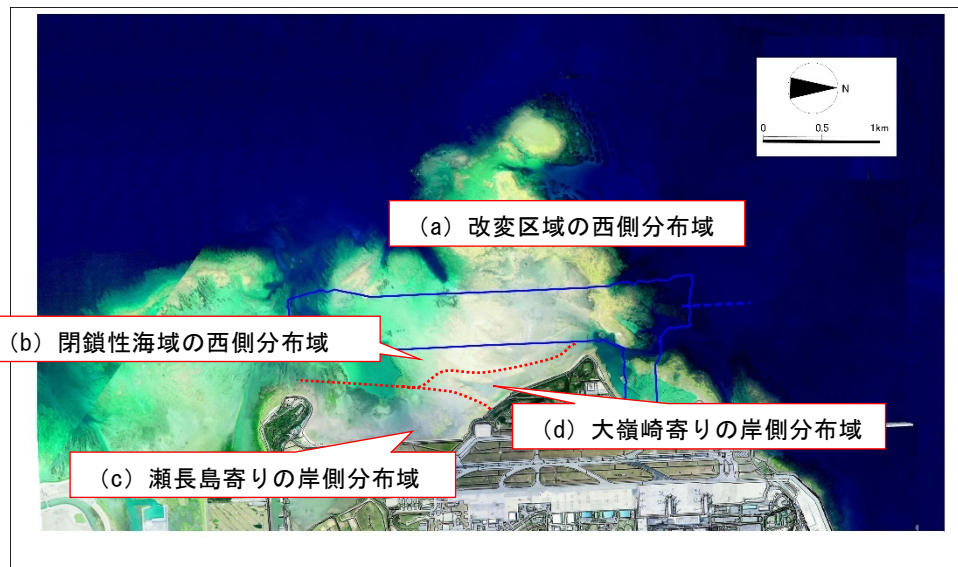 N
0 0.5 1km
(a) 改変区域の西側分布域
(b) 閉鎖性海域の西側分布域
(d) 大嶺崎寄りの岸側分布域
(c) 瀬長島寄りの岸側分布域